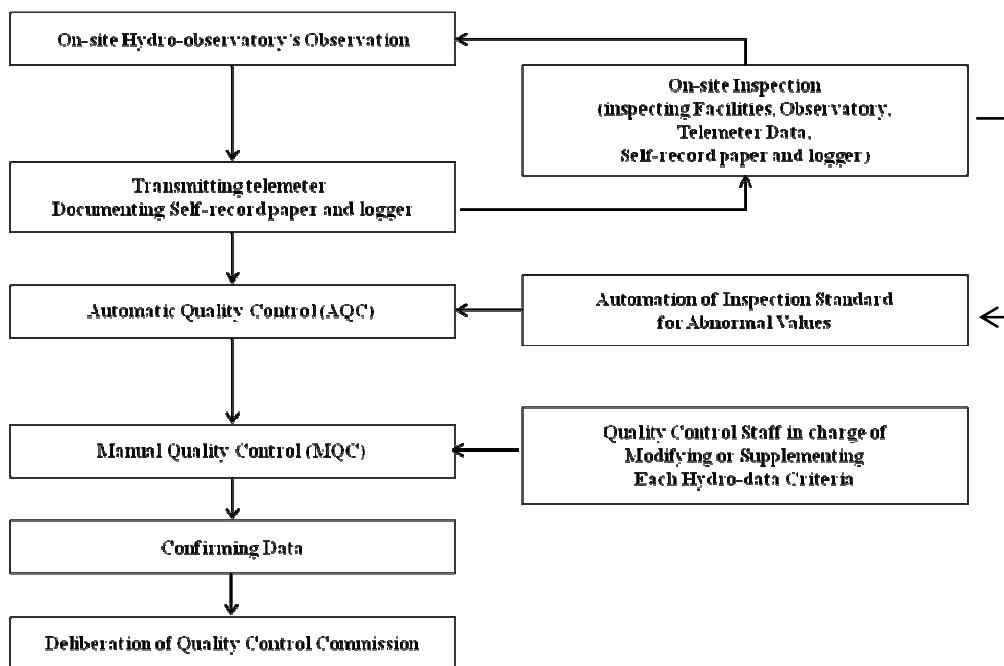 On-site Hydro-observatory's Observation
On-site Inspection
(inspecting Facilities, Observatory,
Telemeter Data,
Self-record paper and logger)
Transmitting telemeter
Documenting Self-record paper and logger
Automatic Quality Control (AQC)
Automation of Inspection Standard
for Abnormal Values
Manual Quality Control (MQC)
Quality Control Staff in charge of
Modifying or Supplementing
Each Hydro-data Criteria
Confirming Data
Deliberation of Quality Control Commission